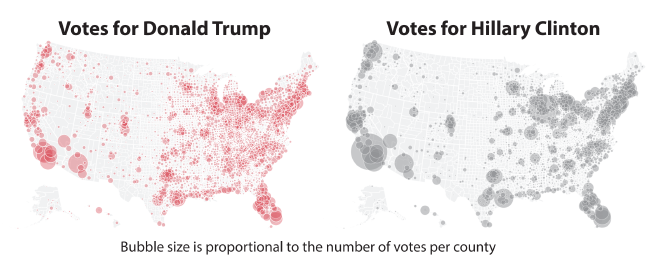 Votes for Donald Trump
Votes for Hillary Clinton
Bubble size is proportional to the number of votes per county